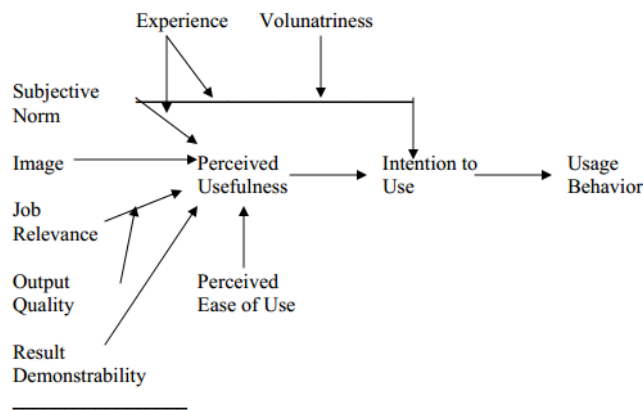 Experience
Volunatriness
Subjective
Norm
Image
Perceived
Usefulness
Intention to
Use
Usage
Behavior
Job
Relevance
Output
Quality
Perceived
Ease of Use
Result
Demonstrability